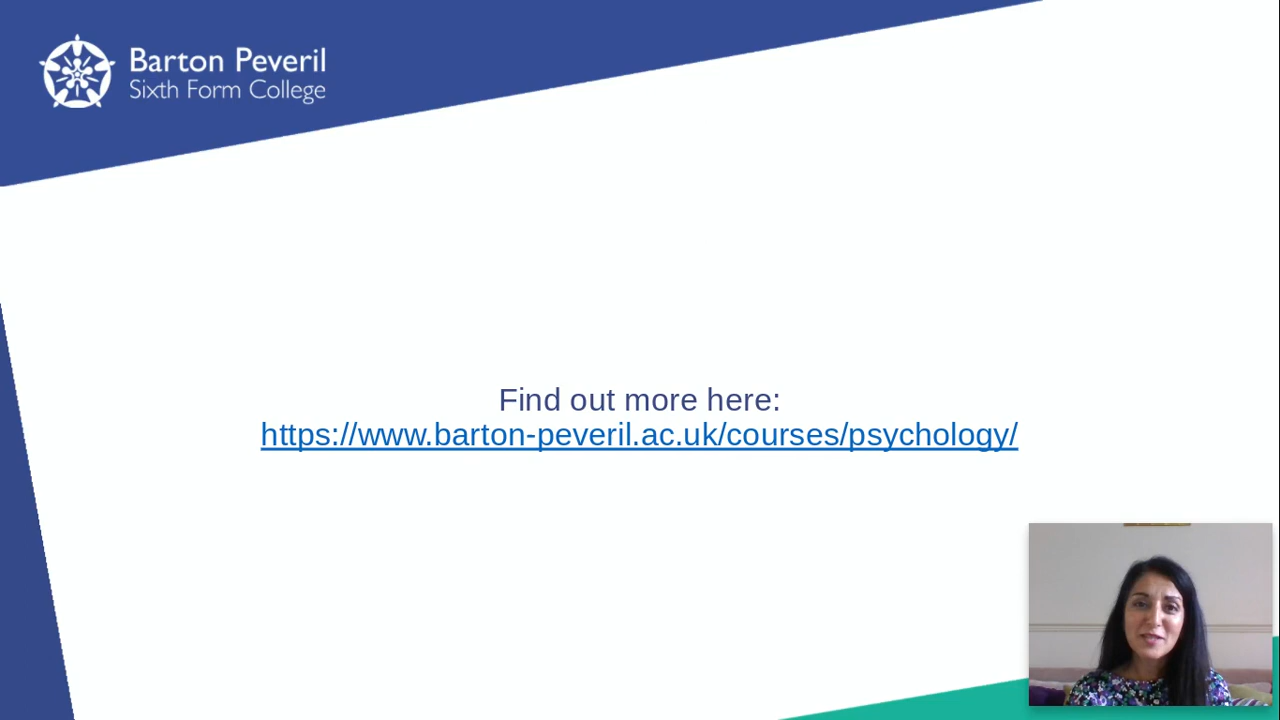 Barton Peveril
Sixth Form College
Find out more here:
https://www.barton-peveril.ac.uk/courses/psychology/